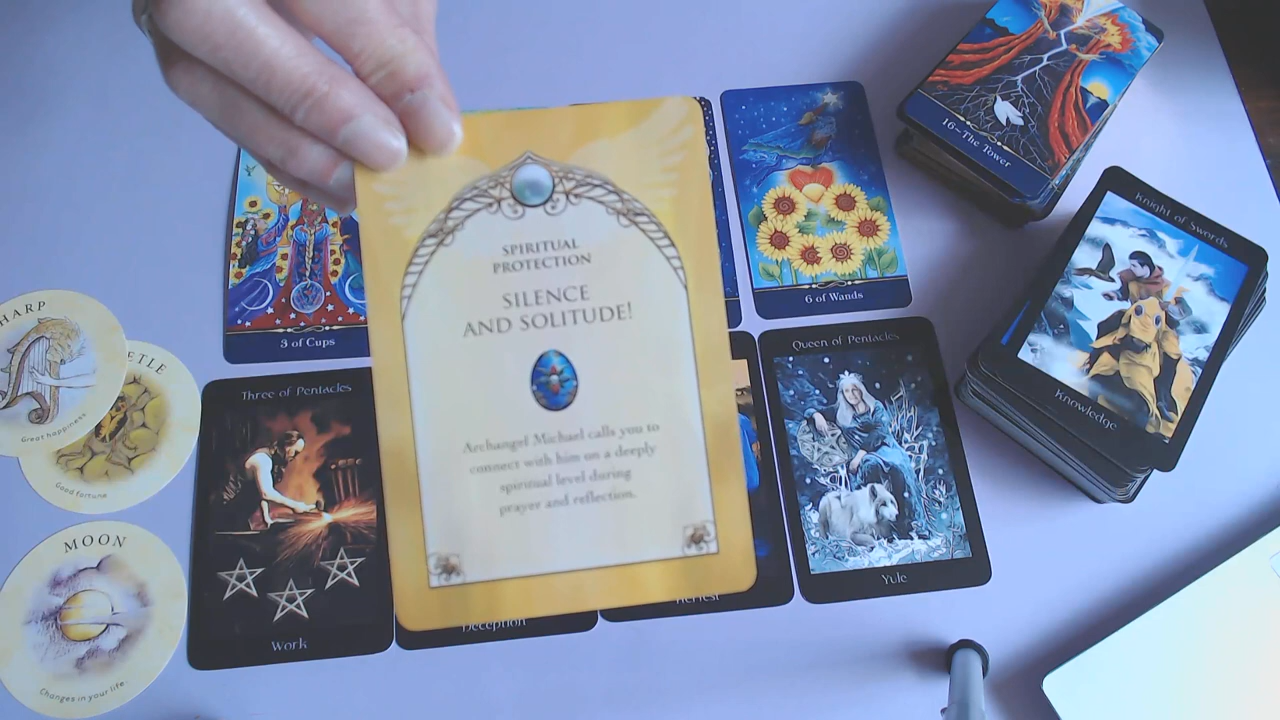 SPIRITUAL
PROTECTION
SILENCE
AND SOLITUDE!
Archangel Michael calls you to
connect with him on a deeply
spiritual level during
prayer and reflection.
3 of Cups
6 of Wands
16~The Tower
Knight of Swords
Knowledge
HARP
Great happiness
Good fortune
MOON
Changes in your life.
Three of Pentacles
Work
Deception
Queen of Pentacles
Yule